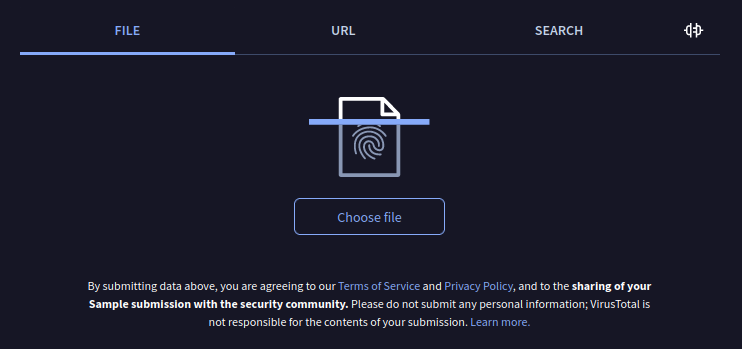 FILE
URL
SEARCH
Choose file
By submitting data above, you are agreeing to our Terms of Service and Privacy Policy, and to the sharing of your
Sample submission with the security community. Please do not submit any personal information; VirusTotal is
not responsible for the contents of your submission. Learn more.